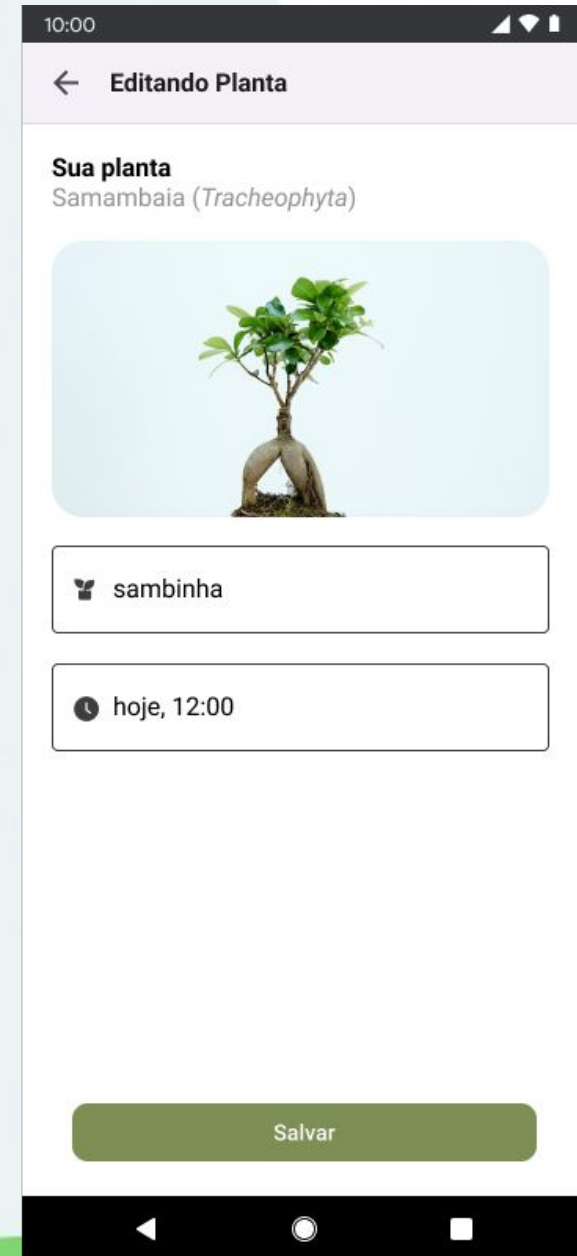 10:00
Editando Planta
Sua planta
Samambaia (Tracheophyta)
sambinha
hoje, 12:00
Salvar